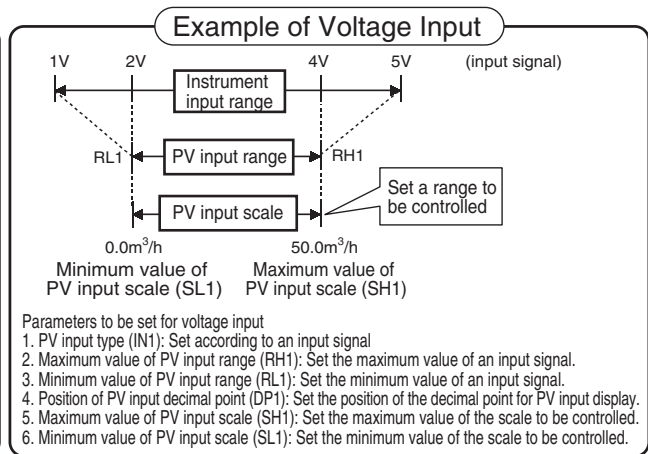 Example of Voltage Input
1V 2V 4V 5V (input signal)
Instrument
input range
RL1 PV input range RH1
Set a range to
be controlled
PV input scale
0.0m³/h 50.0m³/h
Minimum value of
PV input scale (SL1)
Maximum value of
PV input scale (SH1)
Parameters to be set for voltage input
1. PV input type (IN1): Set according to an input signal
2. Maximum value of PV input range (RH1): Set the maximum value of an input signal.
3. Minimum value of PV input range (RL1): Set the minimum value of an input signal.
4. Position of PV input decimal point (DP1): Set the position of the decimal point for PV input display.
5. Maximum value of PV input scale (SH1): Set the maximum value of the scale to be controlled.
6. Minimum value of PV input scale (SL1): Set the minimum value of the scale to be controlled.